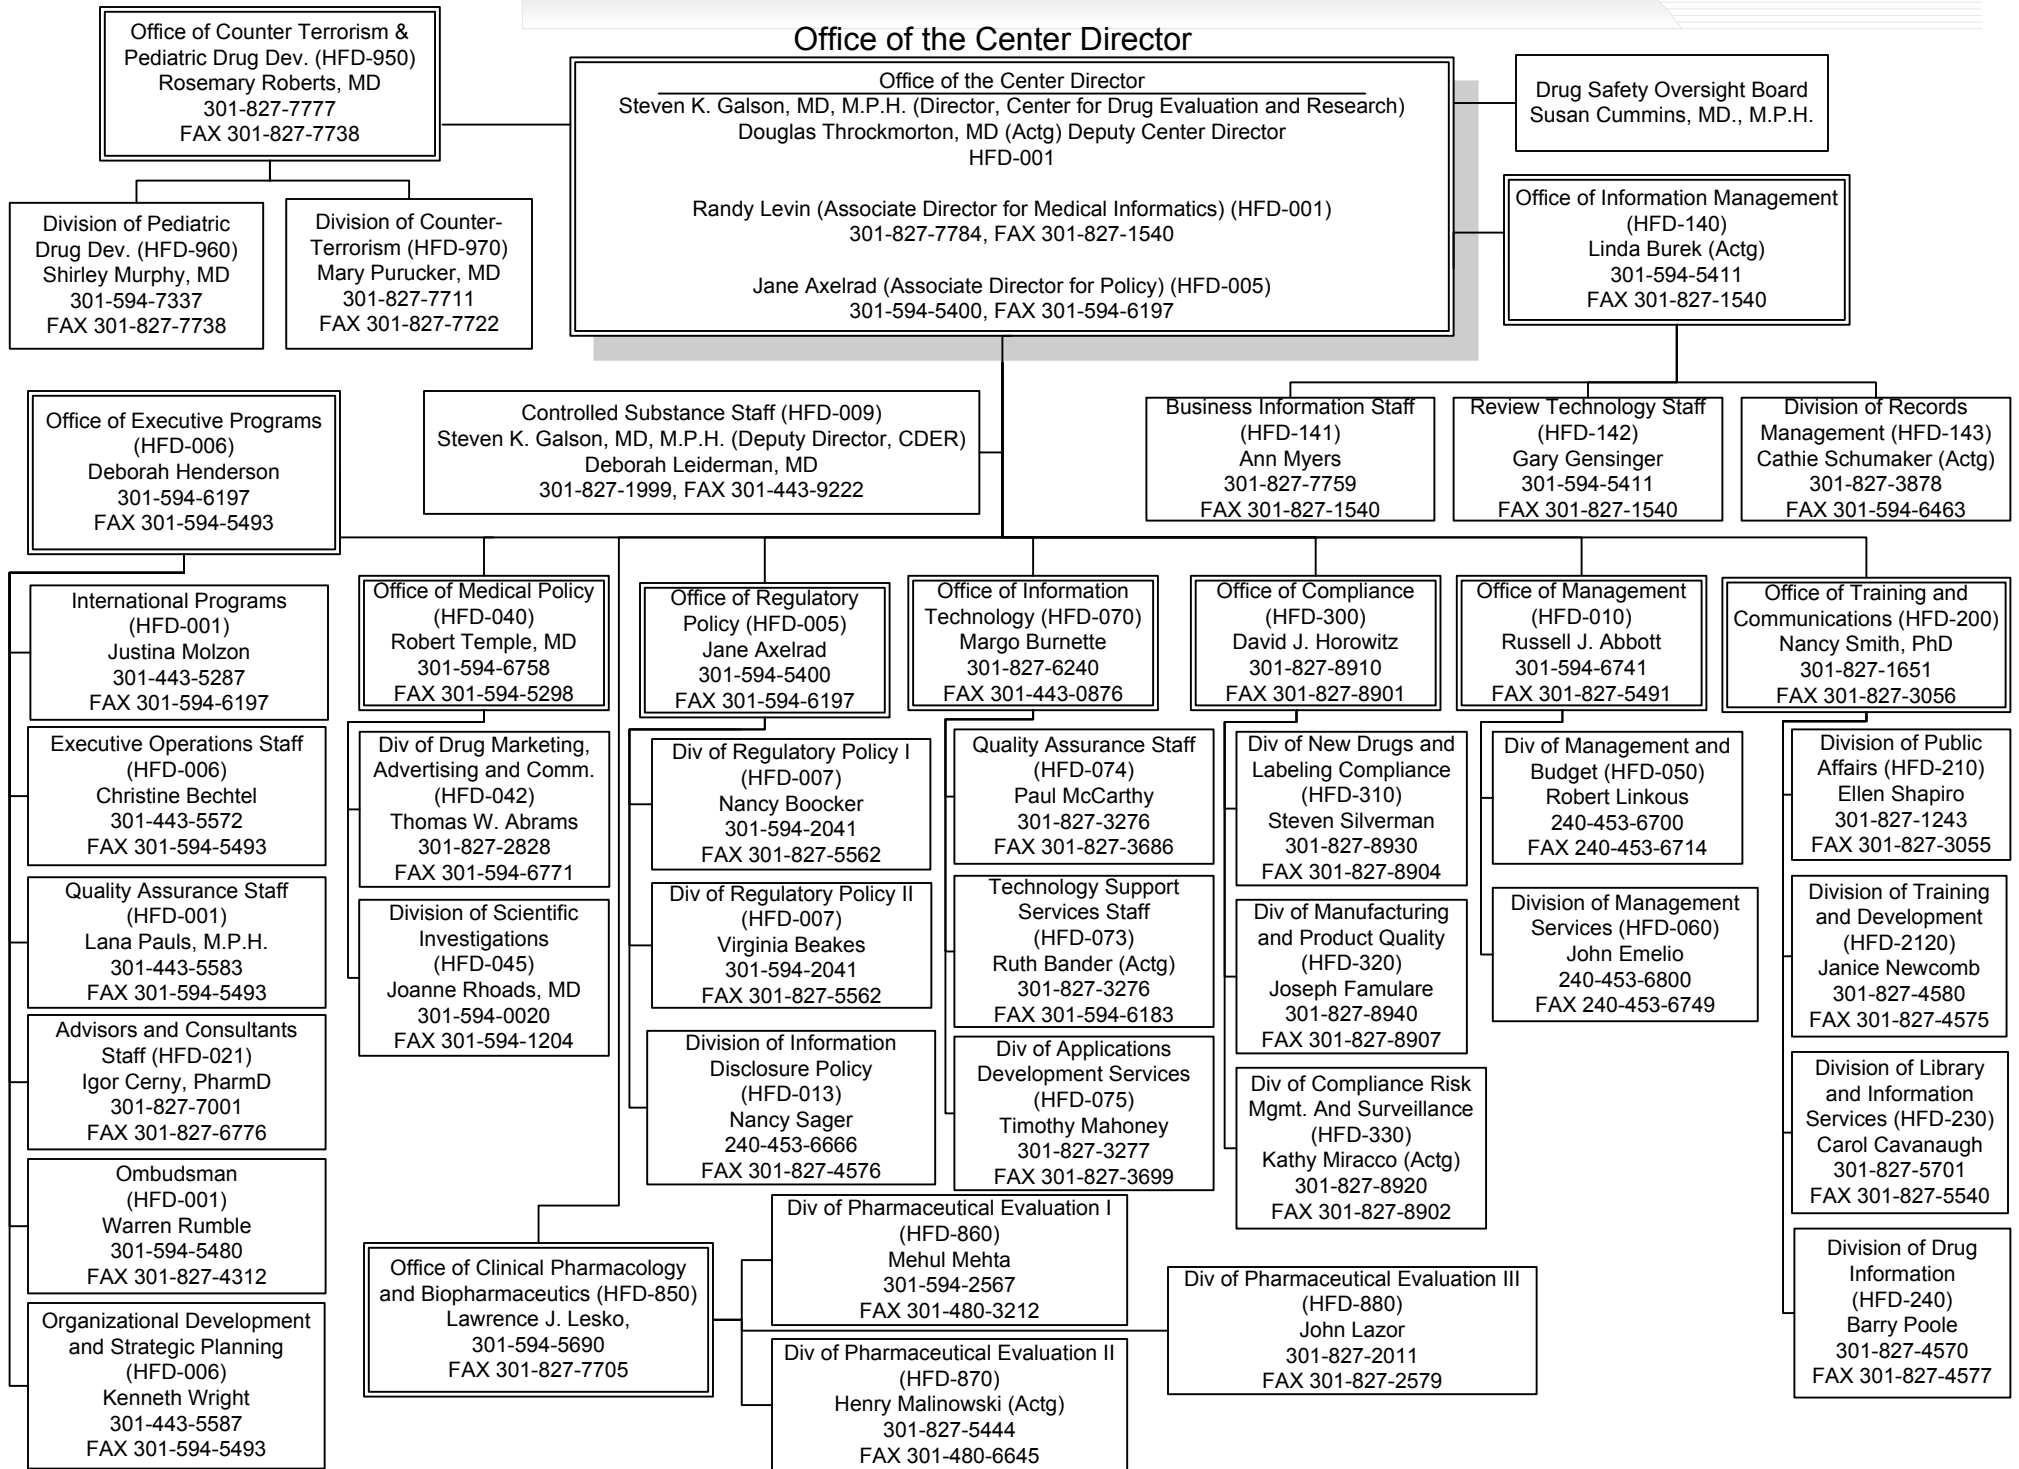 Office of the Center Director
Office of Counter Terrorism &
Pediatric Drug Dev. (HFD-950)
Rosemary Roberts, MD
301-827-7777
FAX 301-827-7738
Office of the Center Director
Steven K. Galson, MD, M.P.H. (Director, Center for Drug Evaluation and Research)
Douglas Throckmorton, MD (Actg) Deputy Center Director
HFD-001
Randy Levin (Associate Director for Medical Informatics) (HFD-001)
301-827-7784, FAX 301-827-1540
Jane Axelrad (Associate Director for Policy) (HFD-005)
301-594-5400, FAX 301-594-6197
Drug Safety Oversight Board
Susan Cummins, MD., M.P.H.
Division of Pediatric
Drug Dev. (HFD-960)
Shirley Murphy, MD
301-594-7337
FAX 301-827-7738
Division of Counter-
Terrorism (HFD-970)
Mary Purucker, MD
301-827-7711
FAX 301-827-7722
Office of Information Management
(HFD-140)
Linda Burek (Actg)
301-594-5411
FAX 301-827-1540
Office of Executive Programs
(HFD-006)
Deborah Henderson
301-594-6197
FAX 301-594-5493
Controlled Substance Staff (HFD-009)
Steven K. Galson, MD, M.P.H. (Deputy Director, CDER)
Deborah Leiderman, MD
301-827-1999, FAX 301-443-9222
Business Information Staff
(HFD-141)
Ann Myers
301-827-7759
FAX 301-827-1540
Review Technology Staff
(HFD-142)
Gary Gensinger
301-594-5411
FAX 301-827-1540
Division of Records
Management (HFD-143)
Cathie Schumaker (Actg)
301-827-3878
FAX 301-594-6463
International Programs
(HFD-001)
Justina Molzon
301-443-5287
FAX 301-594-6197
Executive Operations Staff
(HFD-006)
Christine Bechtel
301-443-5572
FAX 301-594-5493
Quality Assurance Staff
(HFD-001)
Lana Pauls, M.P.H.
301-443-5583
FAX 301-594-5493
Advisors and Consultants
Staff (HFD-021)
Igor Cerny, PharmD
301-827-7001
FAX 301-827-6776
Ombudsman
(HFD-001)
Warren Rumble
301-594-5480
FAX 301-827-4312
Organizational Development
and Strategic Planning
(HFD-006)
Kenneth Wright
301-443-5587
FAX 301-594-5493
Office of Medical Policy
(HFD-040)
Robert Temple, MD
301-594-6758
FAX 301-594-5298
Div of Drug Marketing,
Advertising and Comm.
(HFD-042)
Thomas W. Abrams
301-827-2828
FAX 301-594-6771
Division of Scientific
Investigations
(HFD-045)
Joanne Rhoads, MD
301-594-0020
FAX 301-594-1204
Office of Regulatory
Policy (HFD-005)
Jane Axelrad
301-594-5400
FAX 301-594-6197
Div of Regulatory Policy I
(HFD-007)
Nancy Boocker
301-594-2041
FAX 301-827-5562
Div of Regulatory Policy II
(HFD-007)
Virginia Beakes
301-594-2041
FAX 301-827-5562
Division of Information
Disclosure Policy
(HFD-013)
Nancy Sager
240-453-6666
FAX 301-827-4576
Office of Information
Technology (HFD-070)
Margo Burnette
301-827-6240
FAX 301-443-0876
Quality Assurance Staff
(HFD-074)
Paul McCarthy
301-827-3276
FAX 301-827-3686
Technology Support
Services Staff
(HFD-073)
Ruth Bander (Actg)
301-827-3276
FAX 301-594-6183
Div of Applications
Development Services
(HFD-075)
Timothy Mahoney
301-827-3277
FAX 301-827-3699
Office of Compliance
(HFD-300)
David J. Horowitz
301-827-8910
FAX 301-827-8901
Div of New Drugs and
Labeling Compliance
(HFD-310)
Steven Silverman
301-827-8930
FAX 301-827-8904
Div of Manufacturing
and Product Quality
(HFD-320)
Joseph Famulare
301-827-8940
FAX 301-827-8907
Div of Compliance Risk
Mgmt. And Surveillance
(HFD-330)
Kathy Miracco (Actg)
301-827-8920
FAX 301-827-8902
Office of Management
(HFD-010)
Russell J. Abbott
301-594-6741
FAX 301-827-5491
Div of Management and
Budget (HFD-050)
Robert Linkous
240-453-6700
FAX 240-453-6714
Division of Management
Services (HFD-060)
John Emelio
240-453-6800
FAX 240-453-6749
Office of Training and
Communications (HFD-200)
Nancy Smith, PhD
301-827-1651
FAX 301-827-3056
Division of Public
Affairs (HFD-210)
Ellen Shapiro
301-827-1243
FAX 301-827-3055
Division of Training
and Development
(HFD-2120)
Janice Newcomb
301-827-4580
FAX 301-827-4575
Division of Library
and Information
Services (HFD-230)
Carol Cavanaugh
301-827-5701
FAX 301-827-5540
Division of Drug
Information
(HFD-240)
Barry Poole
301-827-4570
FAX 301-827-4577
Office of Clinical Pharmacology
and Biopharmaceutics (HFD-850)
Lawrence J. Lesko,
301-594-5690
FAX 301-827-7705
Div of Pharmaceutical Evaluation I
(HFD-860)
Mehul Mehta
301-594-2567
FAX 301-480-3212
Div of Pharmaceutical Evaluation II
(HFD-870)
Henry Malinowski (Actg)
301-827-5444
FAX 301-480-6645
Div of Pharmaceutical Evaluation III
(HFD-880)
John Lazor
301-827-2011
FAX 301-827-2579